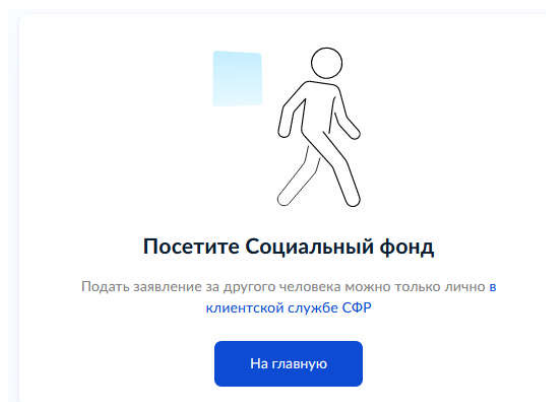 Посетите Социальный фонд
Подать заявление за другого человека можно только лично в
клиентской службе СФР
На главную